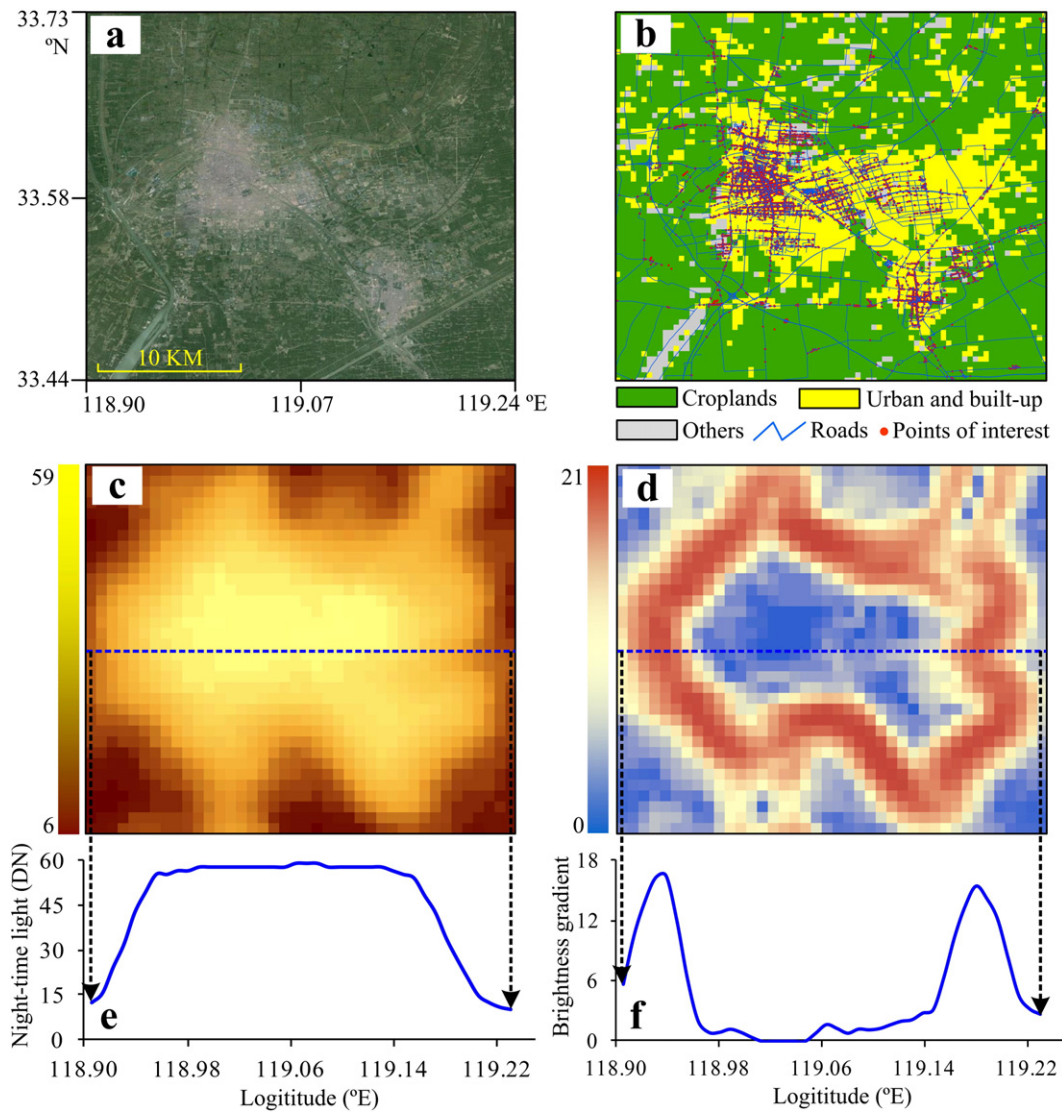 33.73
ºN
33.58
33.44
118.90 119.07 119.24 ºE
a
10 KM
b
Croplands Urban and built-up
Others Roads Points of interest
59
6
c
21
0
d
Night-time light (DN)
60
45
30
15
0
e
118.90 118.98 119.06 119.14 119.22
Logititude (ºE)
Brightness gradient
18
12
6
0
f
118.90 118.98 119.06 119.14 119.22
Logititude (ºE)